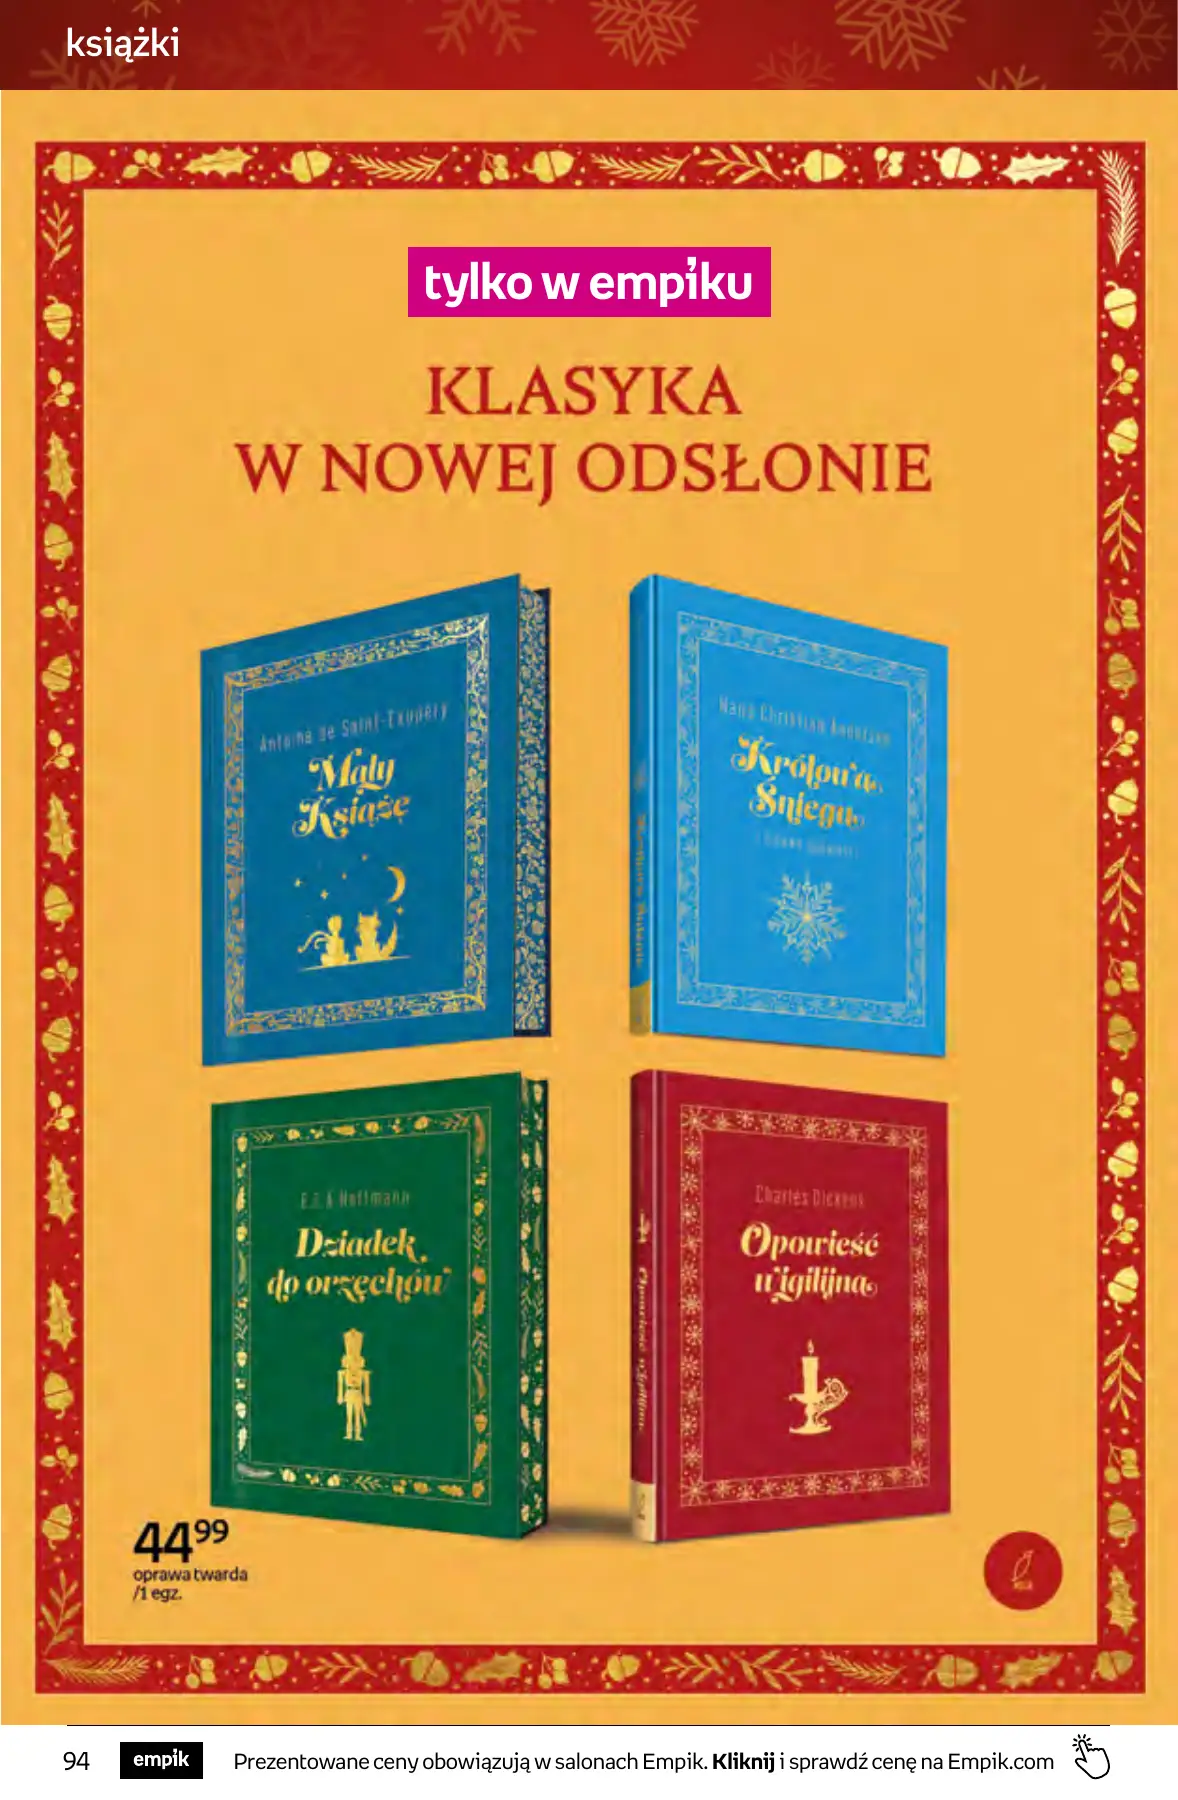 książki
tylko w empiku
KLASYKA
W NOWEJ ODSŁONIE
Antoine de Saint-Exupéry
Mały
Książę
Hans Christian Andersen
Królowa
Śniegu
Królowa Śniegu
E.T.A Hoffmann
Dziadek
do orzechów
Charles Dickens
Opowieść
wigilijna
Opowieść wigilijna
4499
oprawa twarda
/1 egz.
94 empik Prezentowane ceny obowiązują w salonach Empik. Kliknij i sprawdź cenę na Empik.com